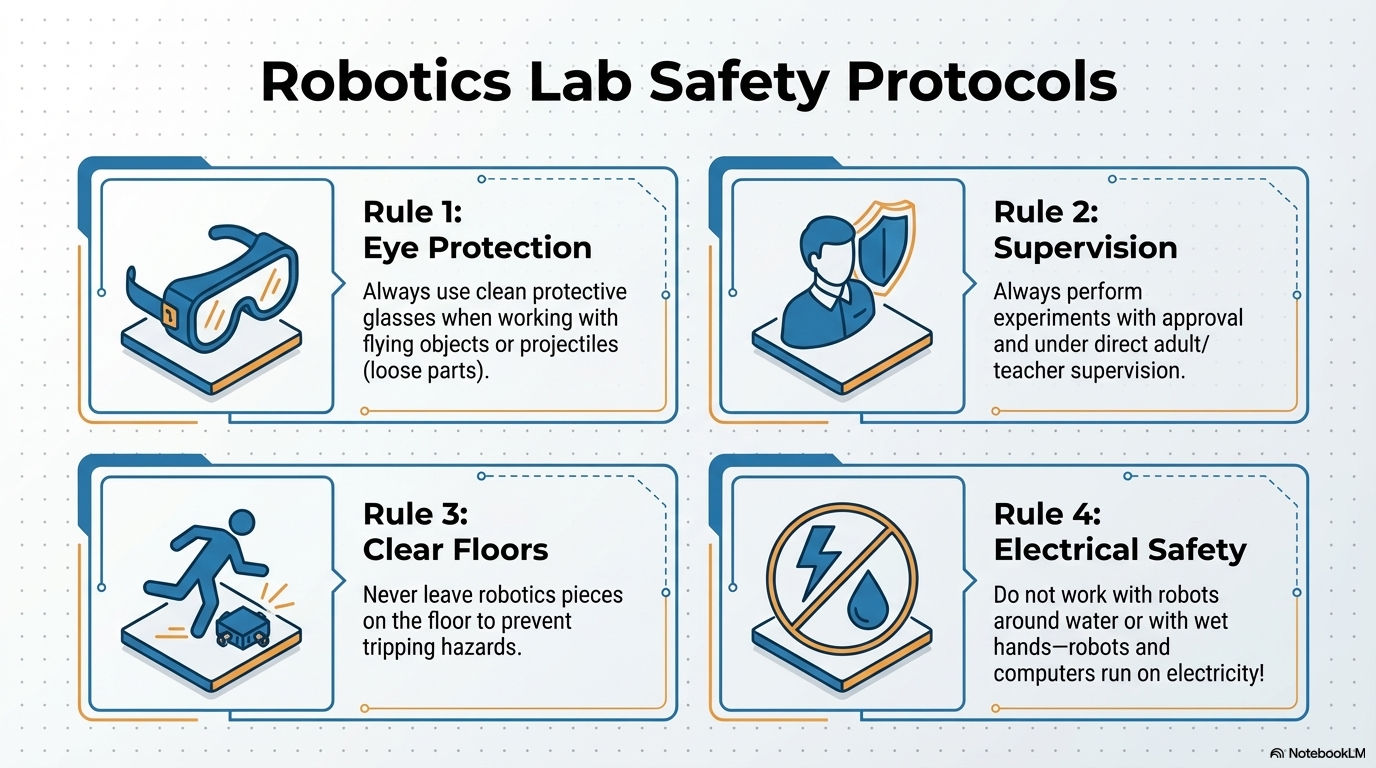 Robotics Lab Safety Protocols
Rule 1:
Eye Protection
Always use clean protective
glasses when working with
flying objects or projectiles
(loose parts).
Rule 2:
Supervision
Always perform
experiments with approval
and under direct adult/
teacher supervision.
Rule 3:
Clear Floors
Never leave robotics pieces
on the floor to prevent
tripping hazards.
Rule 4:
Electrical Safety
Do not work with robots
around water or with wet
hands—robots and
computers run on electricity!
NotebookLM